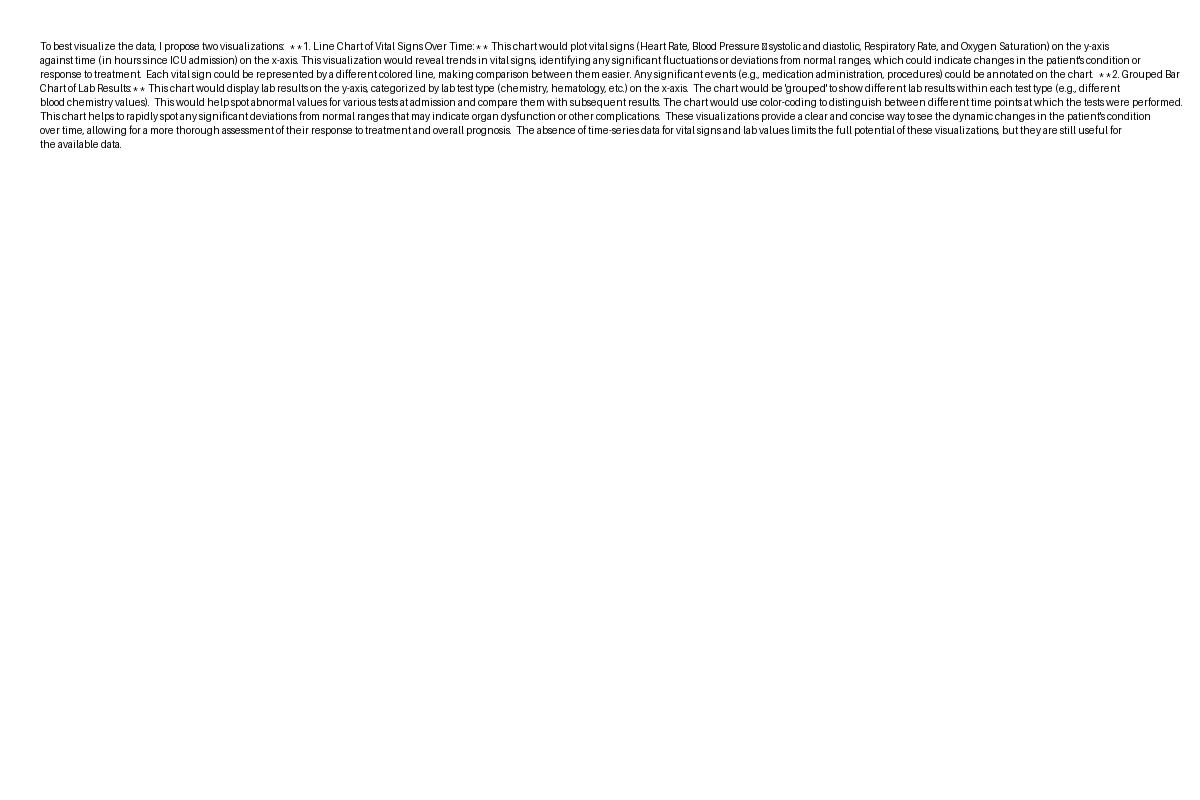 To best visualize the data, I propose two visualizations:  **1. Line Chart of Vital Signs Over Time:** This chart would plot vital signs (Heart Rate, Blood Pressure systolic and diastolic, Respiratory Rate, and Oxygen Saturation) on the y-axis
against time (in hours since ICU admission) on the x-axis. This visualization would reveal trends in vital signs, identifying any significant fluctuations or deviations from normal ranges, which could indicate changes in the patient's condition or
response to treatment.  Each vital sign could be represented by a different colored line, making comparison between them easier. Any significant events (e.g., medication administration, procedures) could be annotated on the chart.  **2. Grouped Bar
Chart of Lab Results:** This chart would display lab results on the y-axis, categorized by lab test type (chemistry, hematology, etc.) on the x-axis.  The chart would be 'grouped' to show different lab results within each test type (e.g., different
blood chemistry values).  This would help spot abnormal values for various tests at admission and compare them with subsequent results. The chart would use color-coding to distinguish between different time points at which the tests were performed.
This chart helps to rapidly spot any significant deviations from normal ranges that may indicate organ dysfunction or other complications.  These visualizations provide a clear and concise way to see the dynamic changes in the patient's condition
over time, allowing for a more thorough assessment of their response to treatment and overall prognosis.  The absence of time-series data for vital signs and lab values limits the full potential of these visualizations, but they are still useful for
the available data.